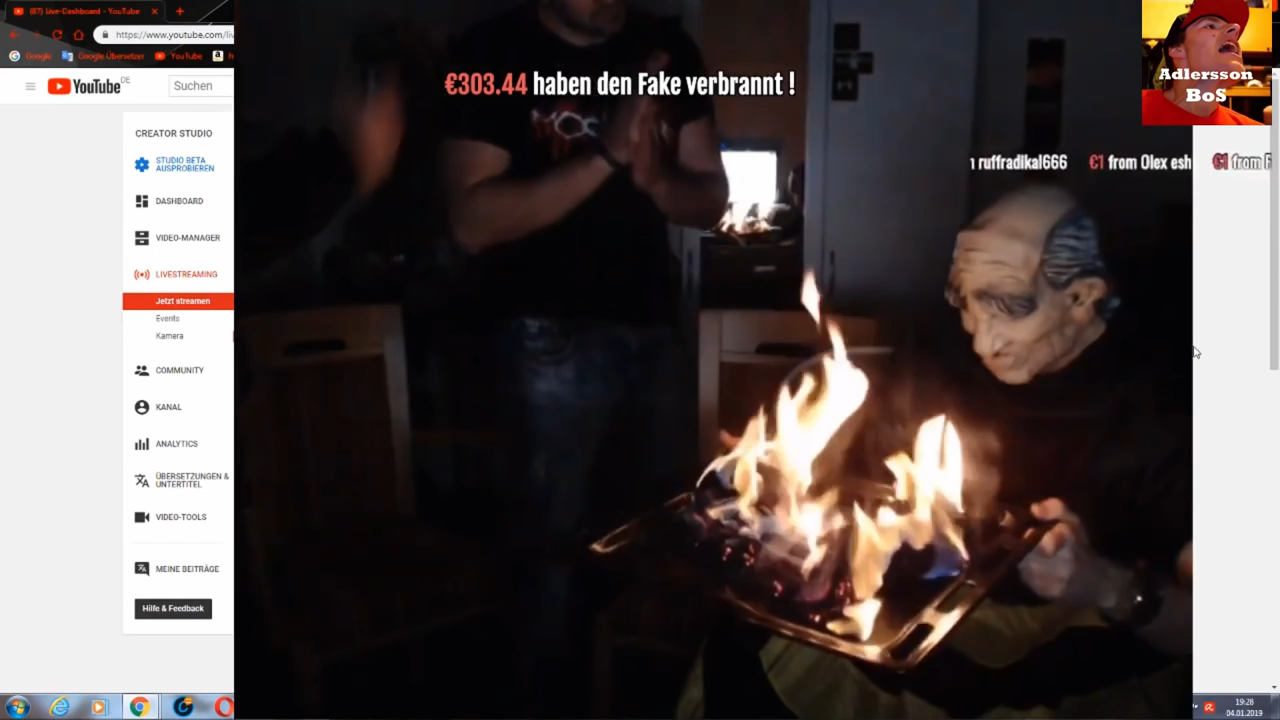 (87) Live-Dashboard - YouTube
https://www.youtube.com/liv
Google
Google Übersetzer
YouTube
YouTube DE
Suchen
CREATOR STUDIO
STUDIO BETA
AUSPROBIEREN
DASHBOARD
VIDEO-MANAGER
LIVESTREAMING
Jetzt streamen
Events
Kamera
COMMUNITY
KANAL
ANALYTICS
ÜBERSETZUNGEN &
UNTERTITEL
VIDEO-TOOLS
MEINE BEITRÄGE
Hilfe & Feedback
€303.44 haben den Fake verbrannt !
ruffradikal666 €1 from Olex esh €1 from
Adlersson
BoS
19:28
04.01.2019